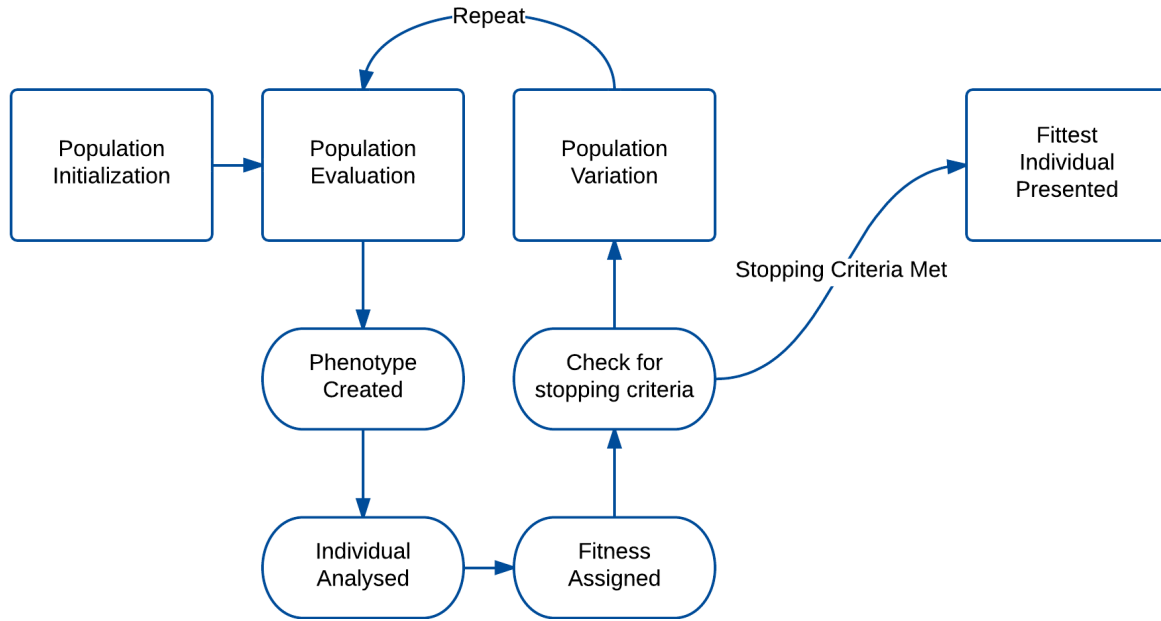 Repeat
Population
Initialization
Population
Evaluation
Population
Variation
Fittest
Individual
Presented
Stopping Criteria Met
Phenotype
Created
Check for
stopping criteria
Individual
Analysed
Fitness
Assigned